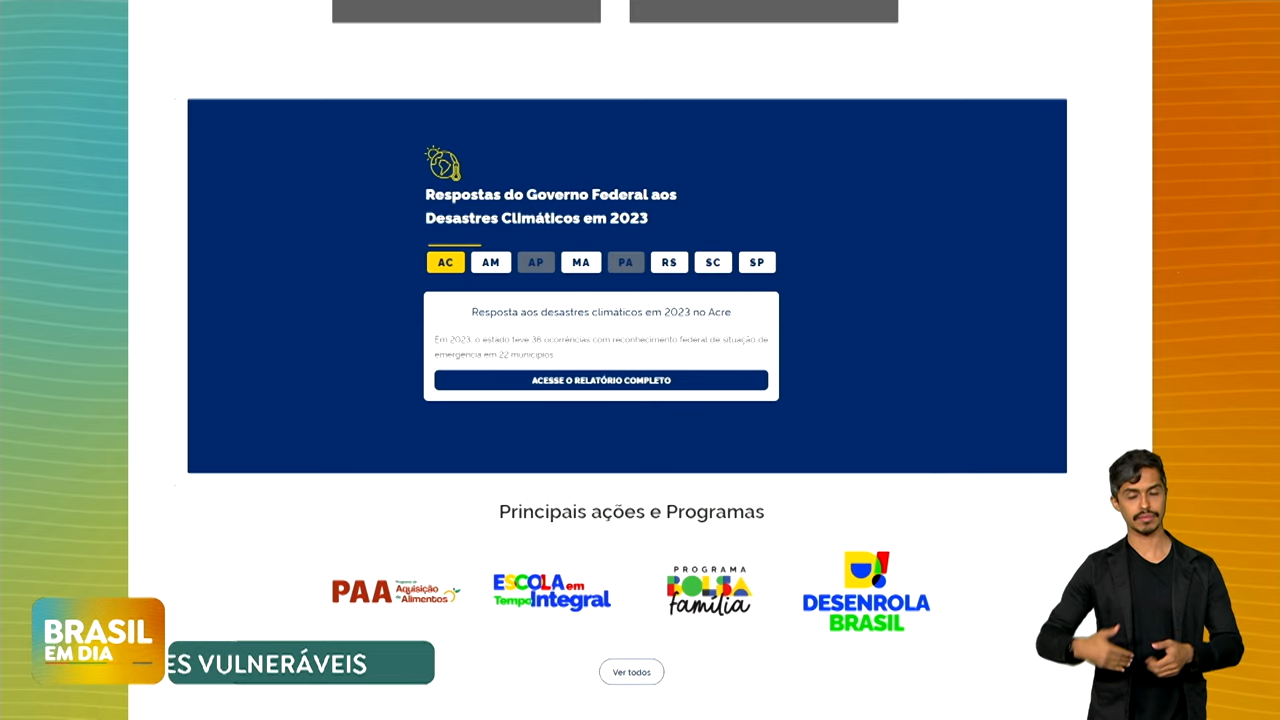 Respostas do Governo Federal aos
Desastres Climáticos em 2023
AC AM AP MA PA RS SC SP
Resposta aos desastres climáticos em 2023 no Acre
Em 2023, o estado teve 36 ocorrências com reconhecimento federal de situação de
emergência em 22 municípios
ACESSE O RELATÓRIO COMPLETO
Principais ações e Programas
PAA Programa de Aquisição de Alimentos
ESCOLA em Tempo Integral
PROGRAMA BOLSA família
D! DESENROLA BRASIL
BRASIL
EM DIA
ES VULNERÁVEIS
Ver todos